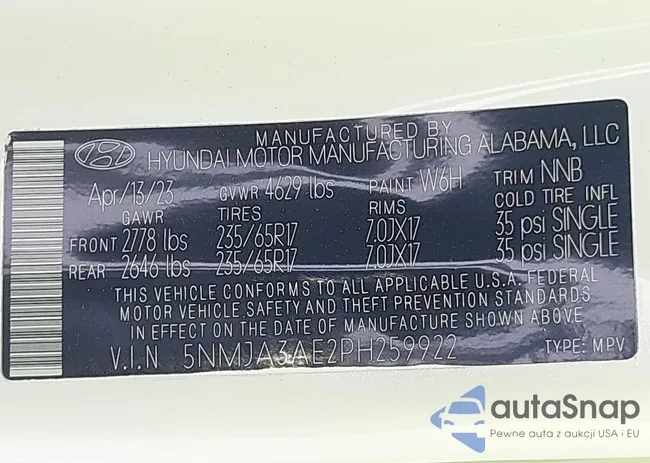 MANUFACTURED BY
HYUNDAI MOTOR MANUFACTURING ALABAMA, LLC
Apr/13/23 GVWR 4629 lbs PAINT W6H TRIM NNB
GAWR TIRES RIMS COLD TIRE INFL
FRONT 2778 lbs 235/65R17 7.0JX17 35 psi SINGLE
REAR 2646 lbs 235/65R17 7.0JX17 35 psi SINGLE
THIS VEHICLE CONFORMS TO ALL APPLICABLE U.S.A. FEDERAL
MOTOR VEHICLE SAFETY AND THEFT PREVENTION STANDARDS
IN EFFECT ON THE DATE OF MANUFACTURE SHOWN ABOVE.
V.I.N 5NMJA3AE2PH259922 TYPE: MPV
autaSnap
Pewne auta z aukcji USA i EU